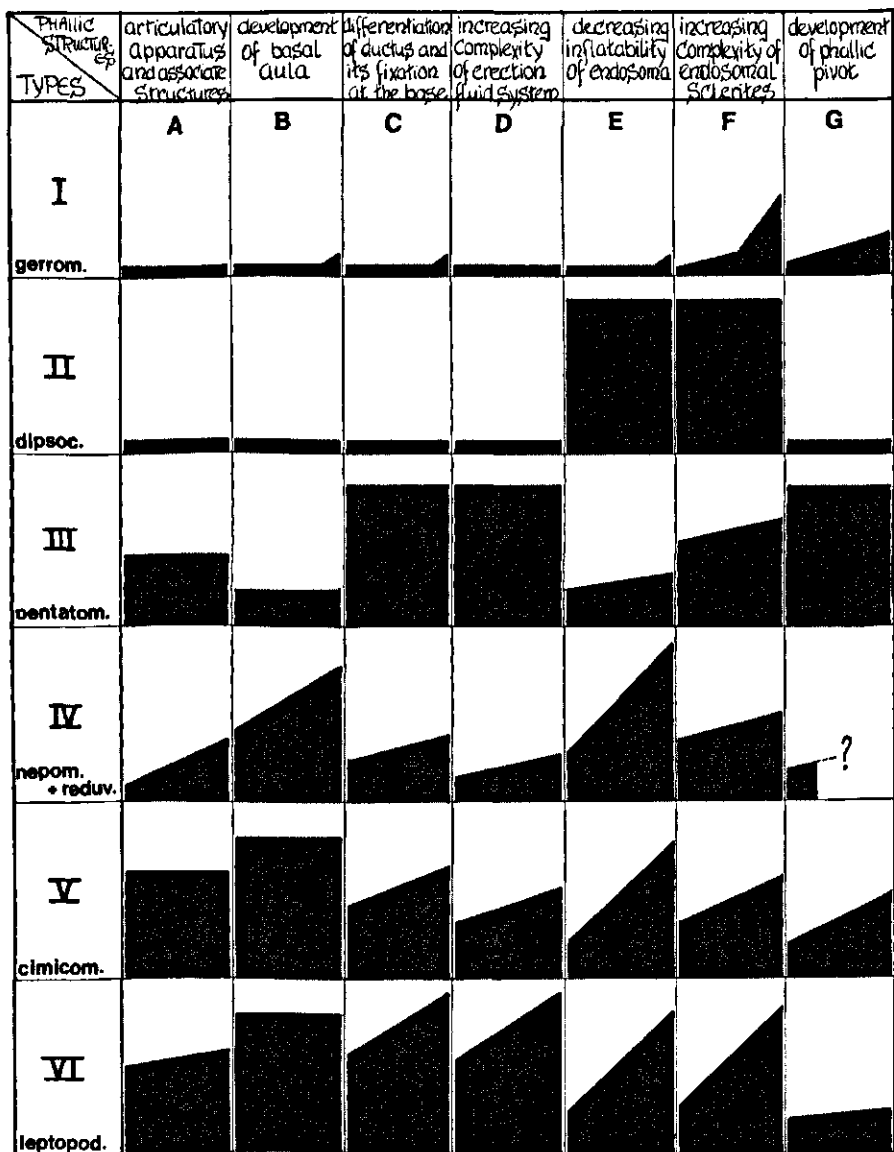 PHALLIC
STRUCTUR-
ES
TYPES
articulatory
apparatus
and associate
structures
development
of basal
aula
differentiation
of ductus and
its fixation
at the base
increasing
complexity
of erection
fluid system
decreasing
inflatability
of endosoma
increasing
complexity of
endosomal
sclerites
development
of phallic
pivot
A B C D E F G
I
gerrom.
II
dipsoc.
III
pentatom.
IV
nepom.
+ reduv.
?
V
cimicom.
VI
leptopod.